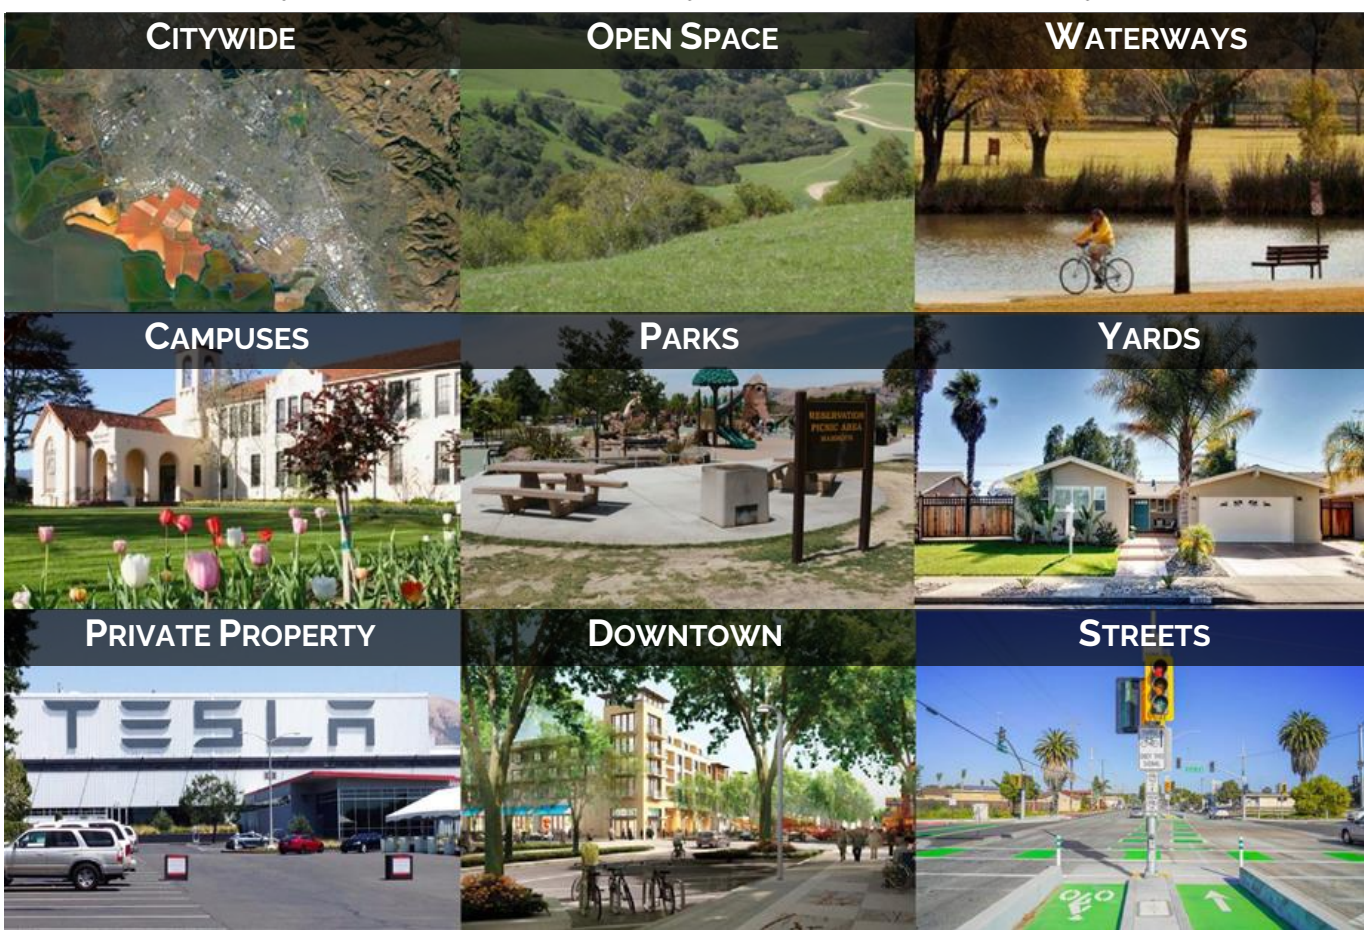 CITYWIDE
OPEN SPACE
WATERWAYS
CAMPUSES
PARKS
RESERVATION
PICNIC AREA
YARDS
PRIVATE PROPERTY
TESLA
DOWNTOWN
STREETS